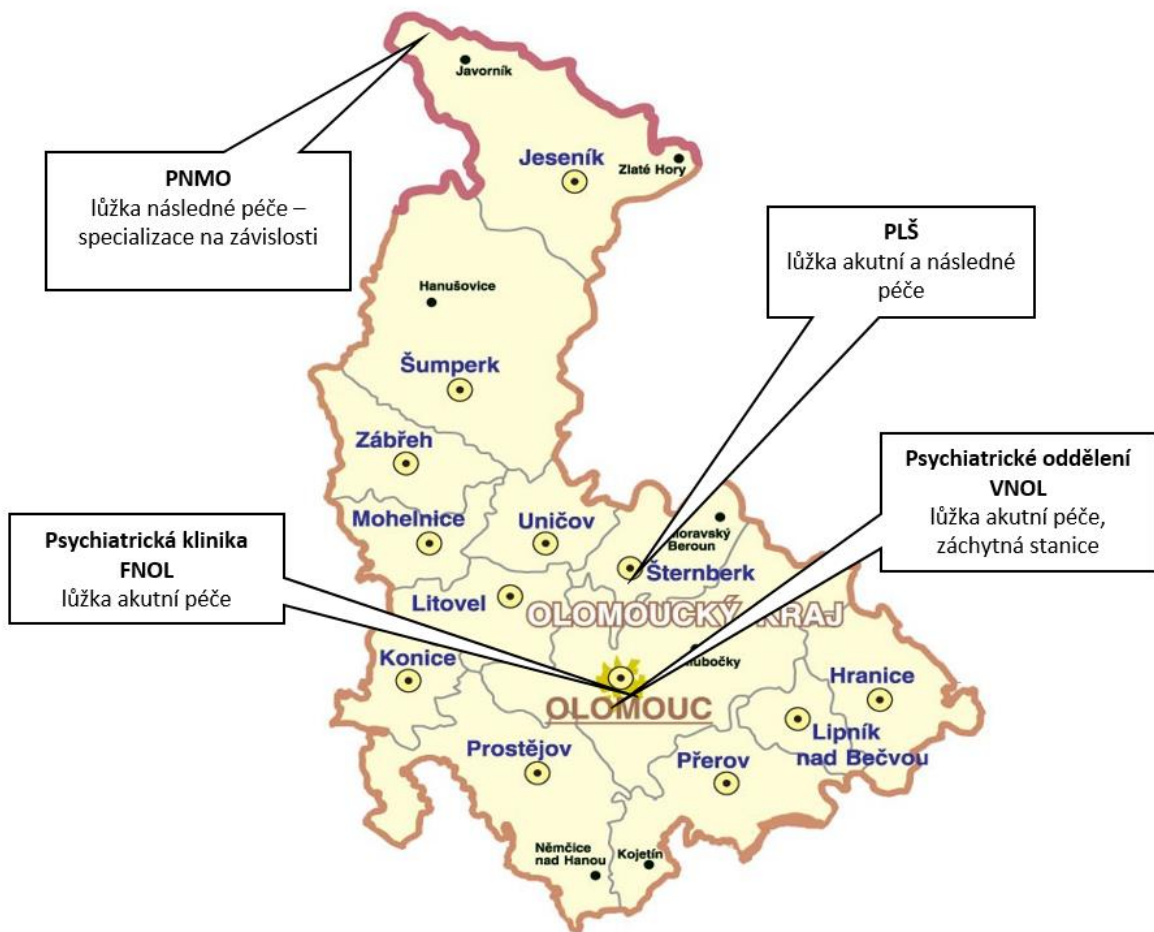 Javorník
Jeseník
Zlaté Hory
PNMO
lůžka následné péče –
specializace na závislosti
PLŠ
lůžka akutní a následné
péče
Hanušovice
Šumperk
Zábřeh
Psychiatrické oddělení
VNOL
lůžka akutní péče,
záchytná stanice
Mohelnice
Uničov
Beroun
Šternberk
Psychiatrická klinika
FNOL
lůžka akutní péče
Litovel
OLOMOUCKÝ KRAJ
Konice
Hranice
OLOMOUC
Lipník
nad Bečvou
Prostějov
Přerov
Němčice
nad Hanou
Kojetín